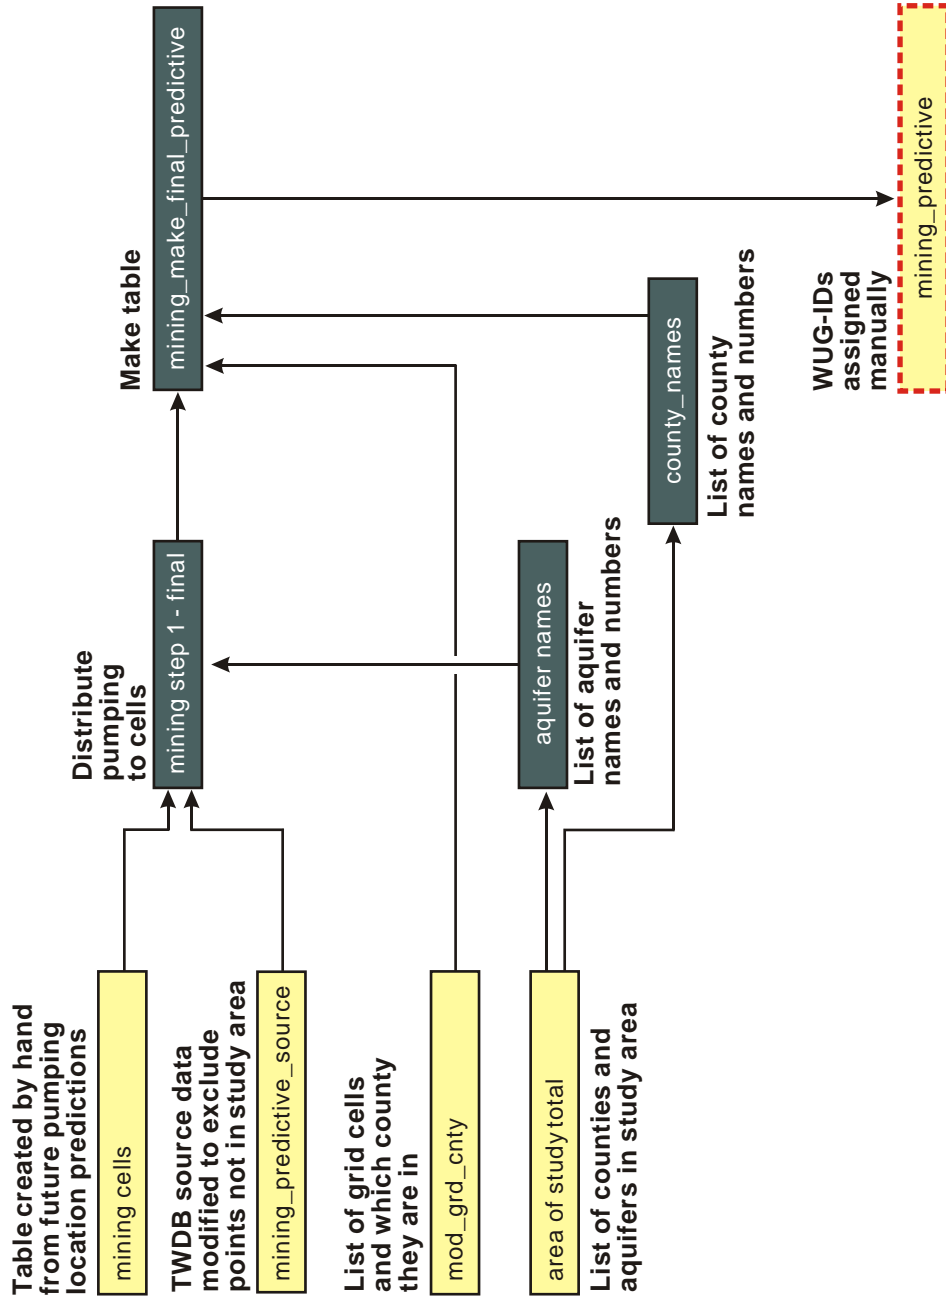 Table created by hand
from future pumping
location predictions
mining cells
TWDB source data
modified to exclude
points not in study area
mining_predictive_source
List of grid cells
and which county
they are in
mod_grd_cnty
area of study total
List of counties and
aquifers in study area
Distribute
pumping
to cells
mining step 1 - final
aquifer names
List of aquifer
names and numbers
Make table
mining_make_final_predictive
county_names
List of county
names and numbers
WUG-IDs
assigned
manually
mining_predictive